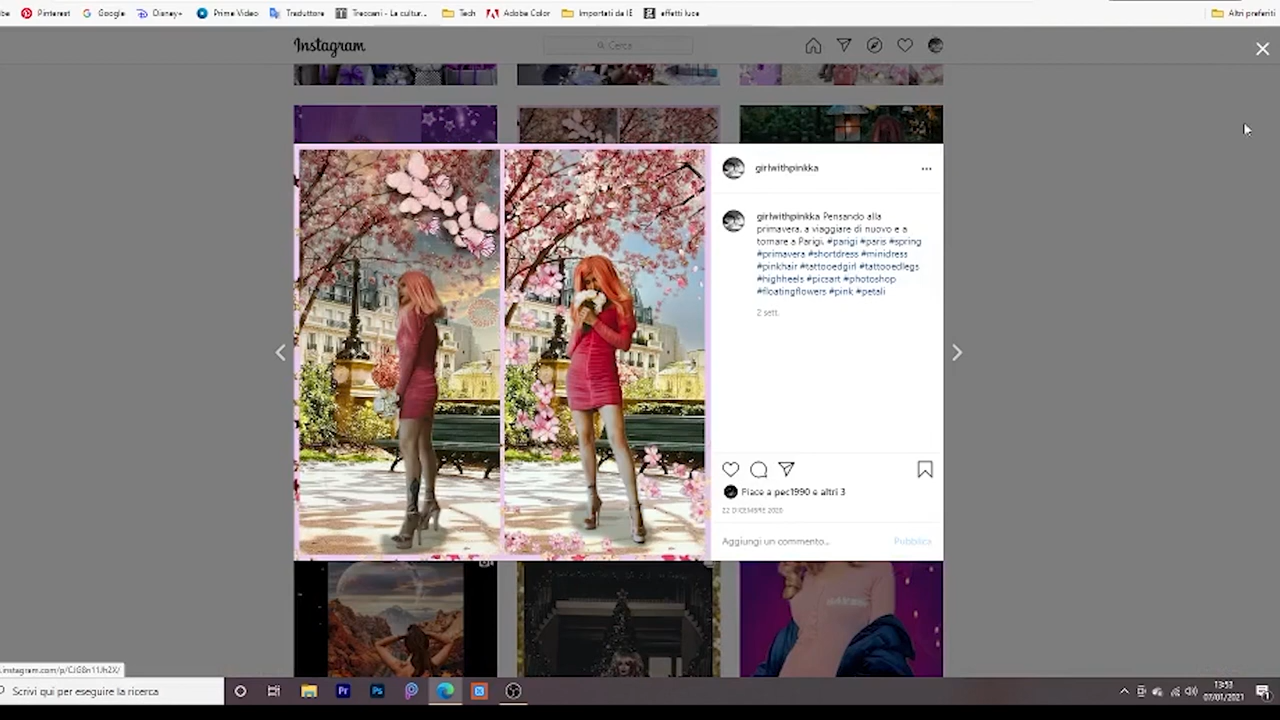 Pinterest Google Disney+ Prime Video Traduttore Treccani - La cultur... Tech Adobe Color Importati da IE effetti luce Altri preferiti
Instagram
Cerca
girlwithpinkka
girlwithpinkka Pensando alla
primavera, a viaggiare di nuovo e a
tornare a Parigi. #parigi #paris #spring
#primavera #shortdress #minidress
#pinkhair #tattooedgirl #tattooedlegs
#highheels #picsart #photoshop
#floatingflowers #pink #petali
2 sett.
Piace a pec1990 e altri 3
22 DICEMBRE 2020
Aggiungi un commento...
Pubblica
Scrivi qui per eseguire la ricerca
13:53
07/01/2021